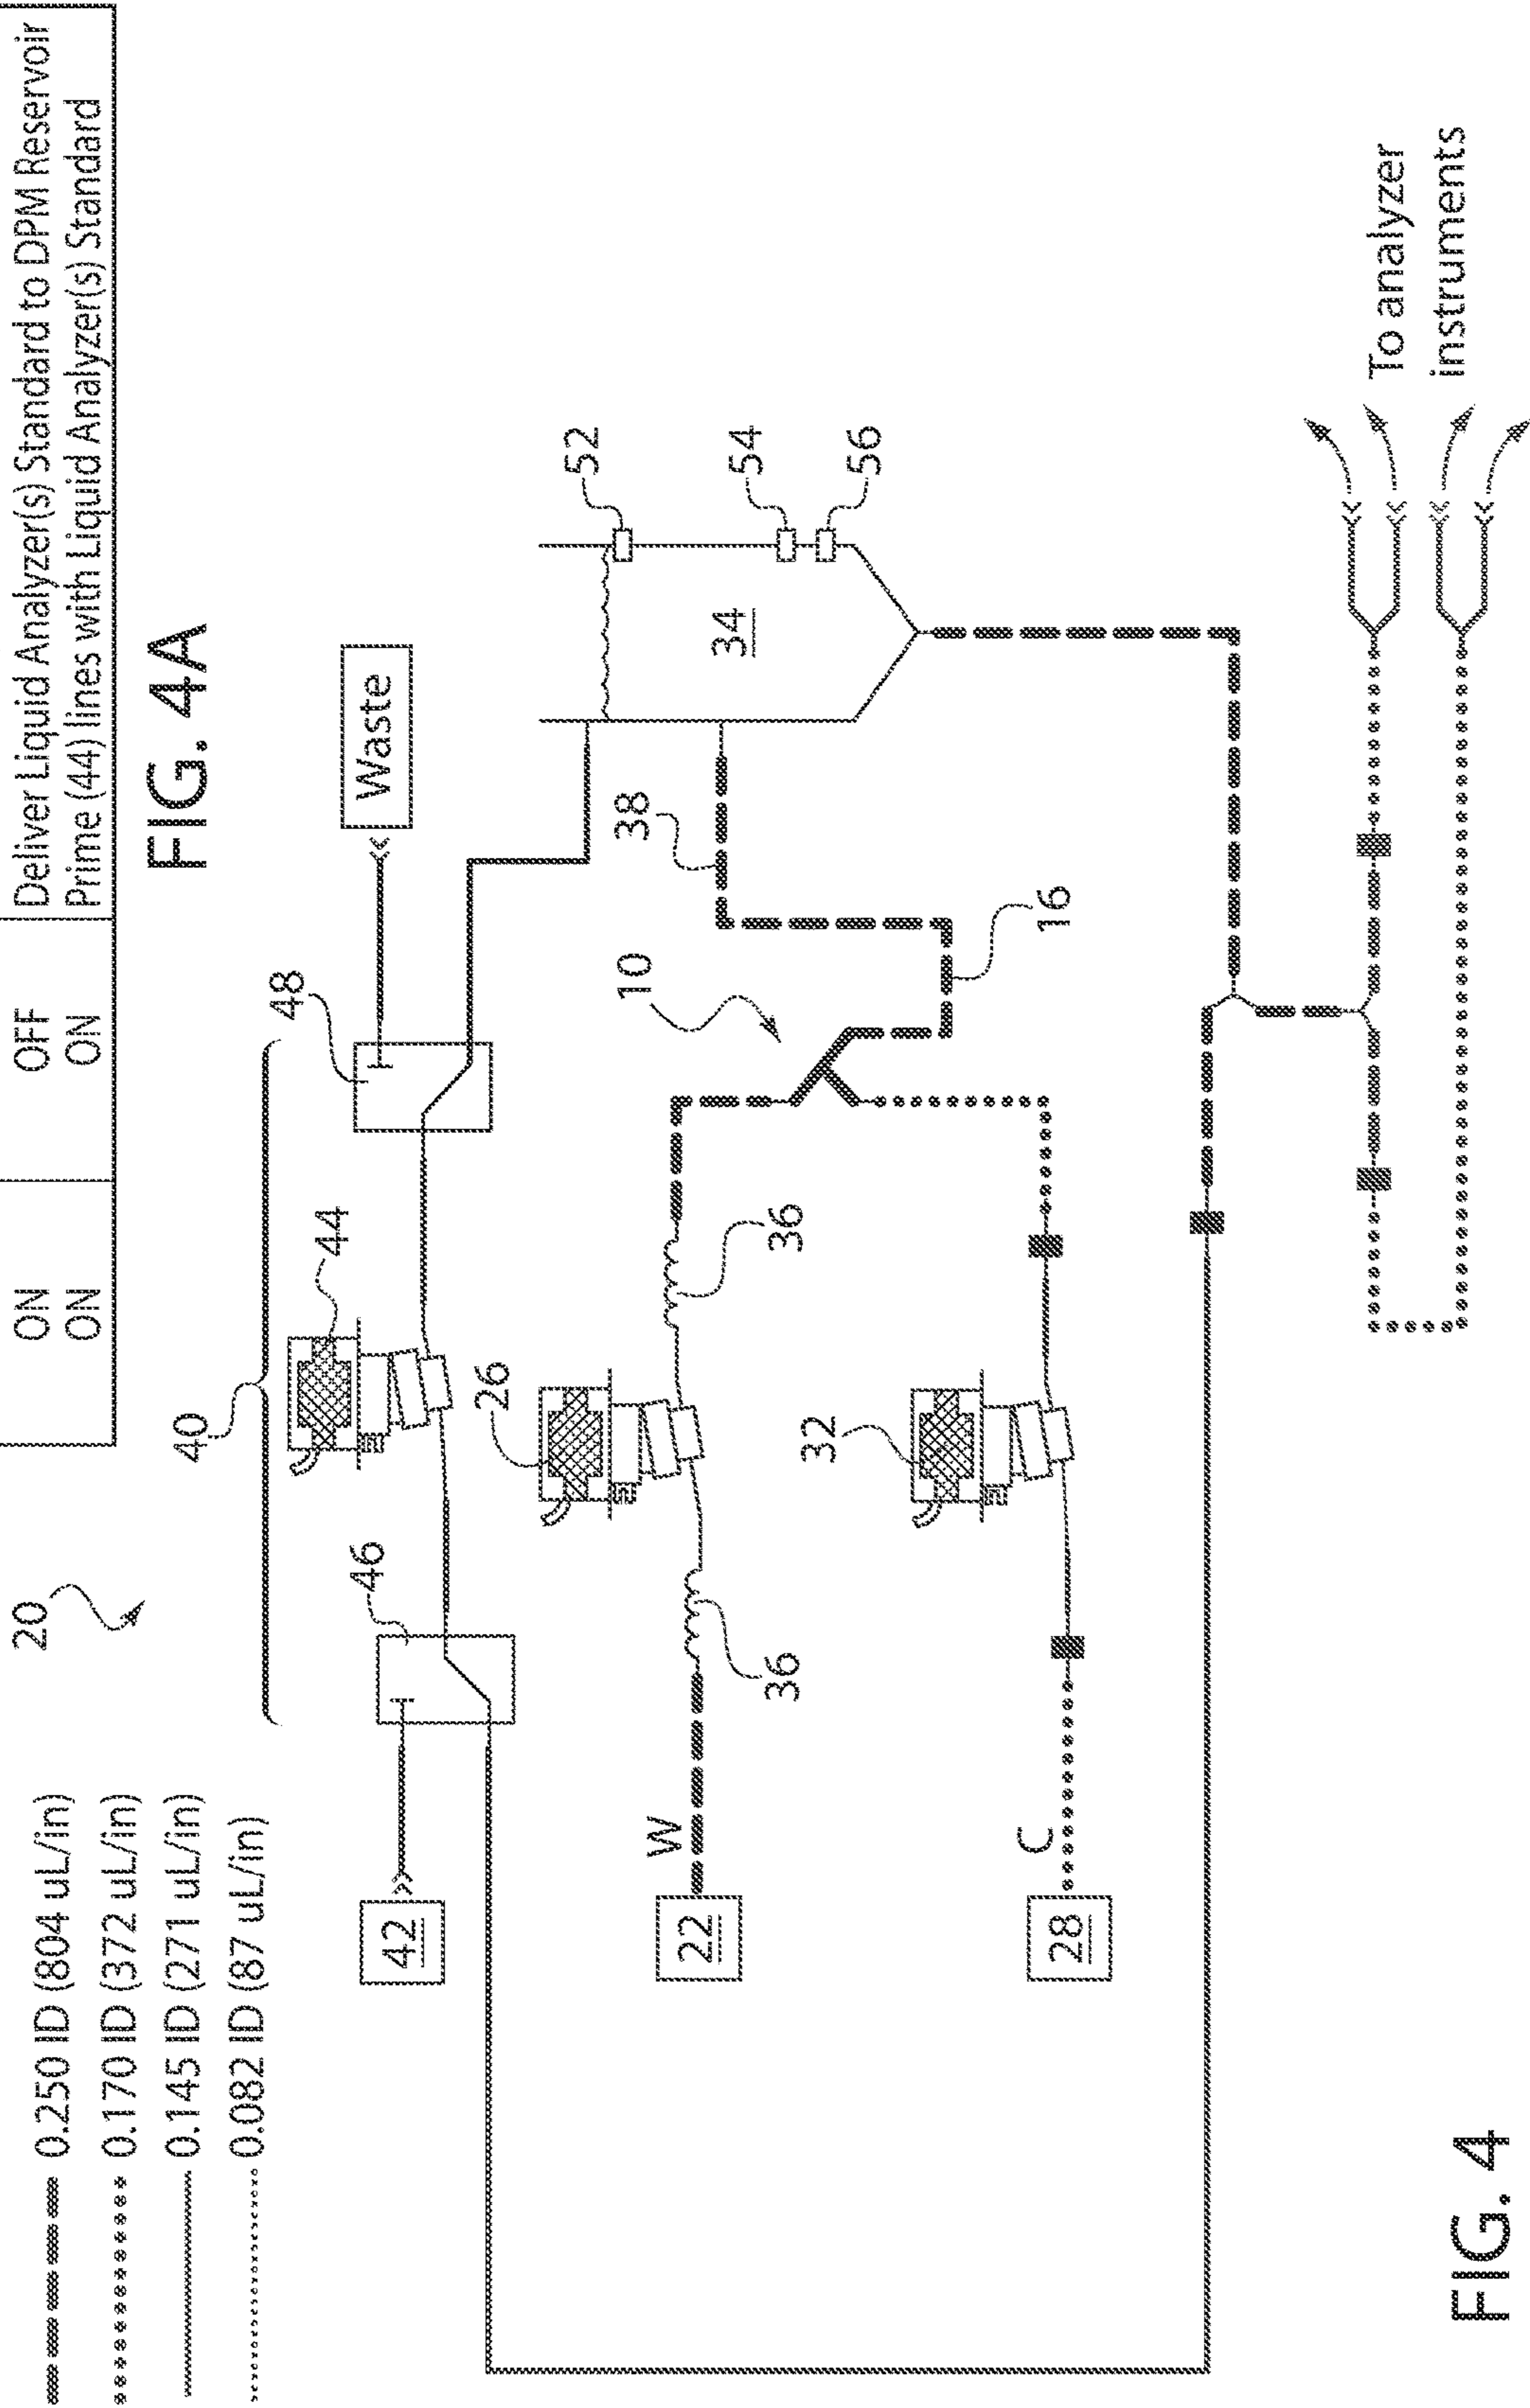 ON
OFF
Deliver Liquid Analyzer(s) Standard to DPM Reservoir
ON
ON
Prime (44) lines with Liquid Analyzer(s) Standard
FIG. 4A
0.250 ID (804 uL/in)
0.170 ID (372 uL/in)
0.145 ID (271 uL/in)
0.082 ID (87 uL/in)
20
40
48
Waste
44
46
42
26
52
54
56
34
38
10
16
36
36
W
22
32
C
28
To analyzer
instruments
FIG. 4